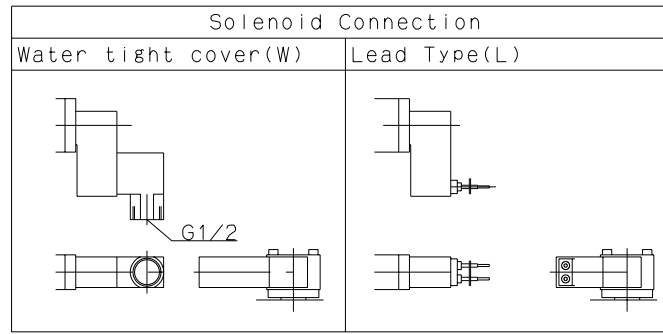 Solenoid Connection
Water tight cover(W)
Lead Type(L)
G1/2